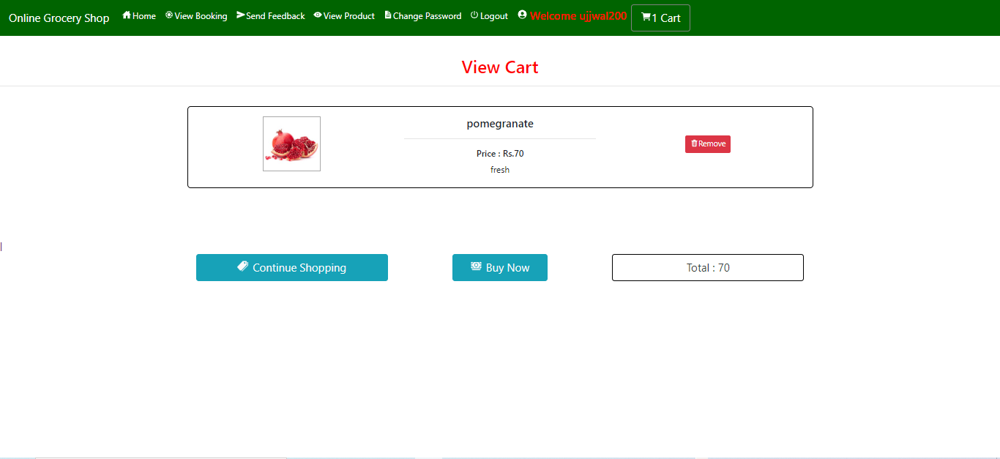 Online Grocery Shop Home View Booking Send Feedback View Product Change Password Logout Welcome ujjwal200 1 Cart
View Cart
pomegranate
Price : Rs.70
Remove
fresh
Continue Shopping Buy Now Total : 70